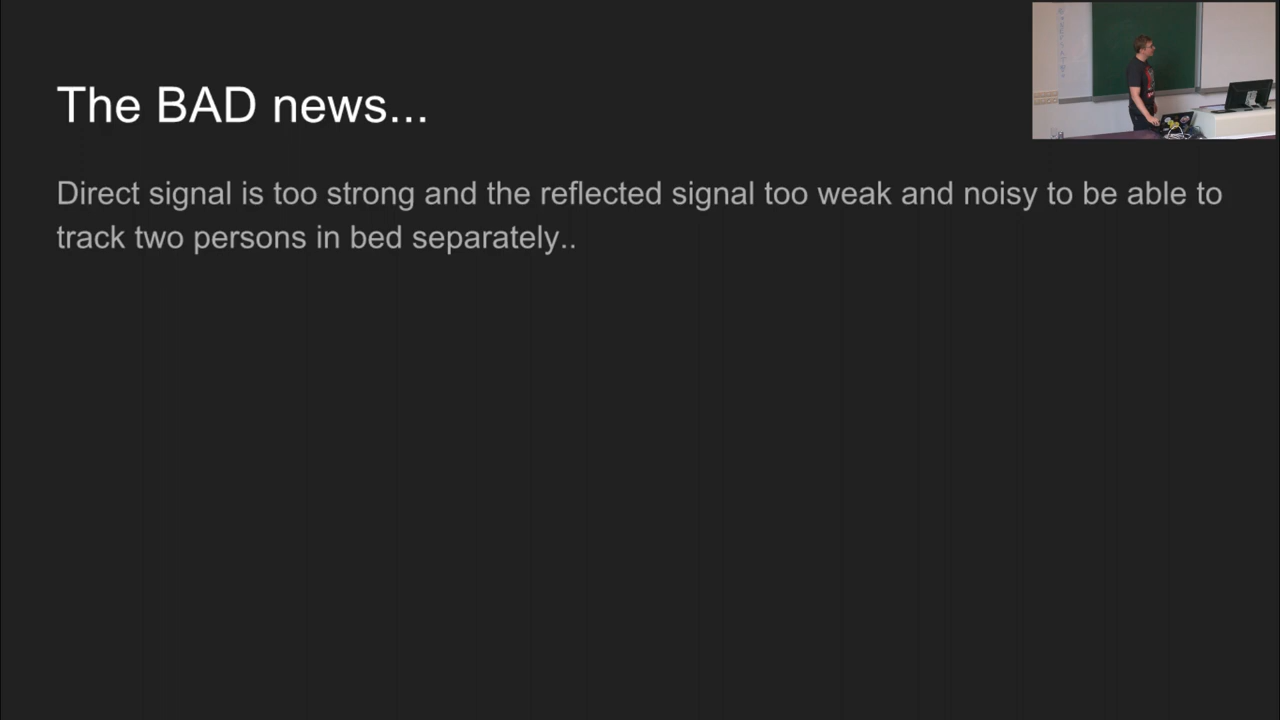 The BAD news...
Direct signal is too strong and the reflected signal too weak and noisy to be able to
track two persons in bed separately..